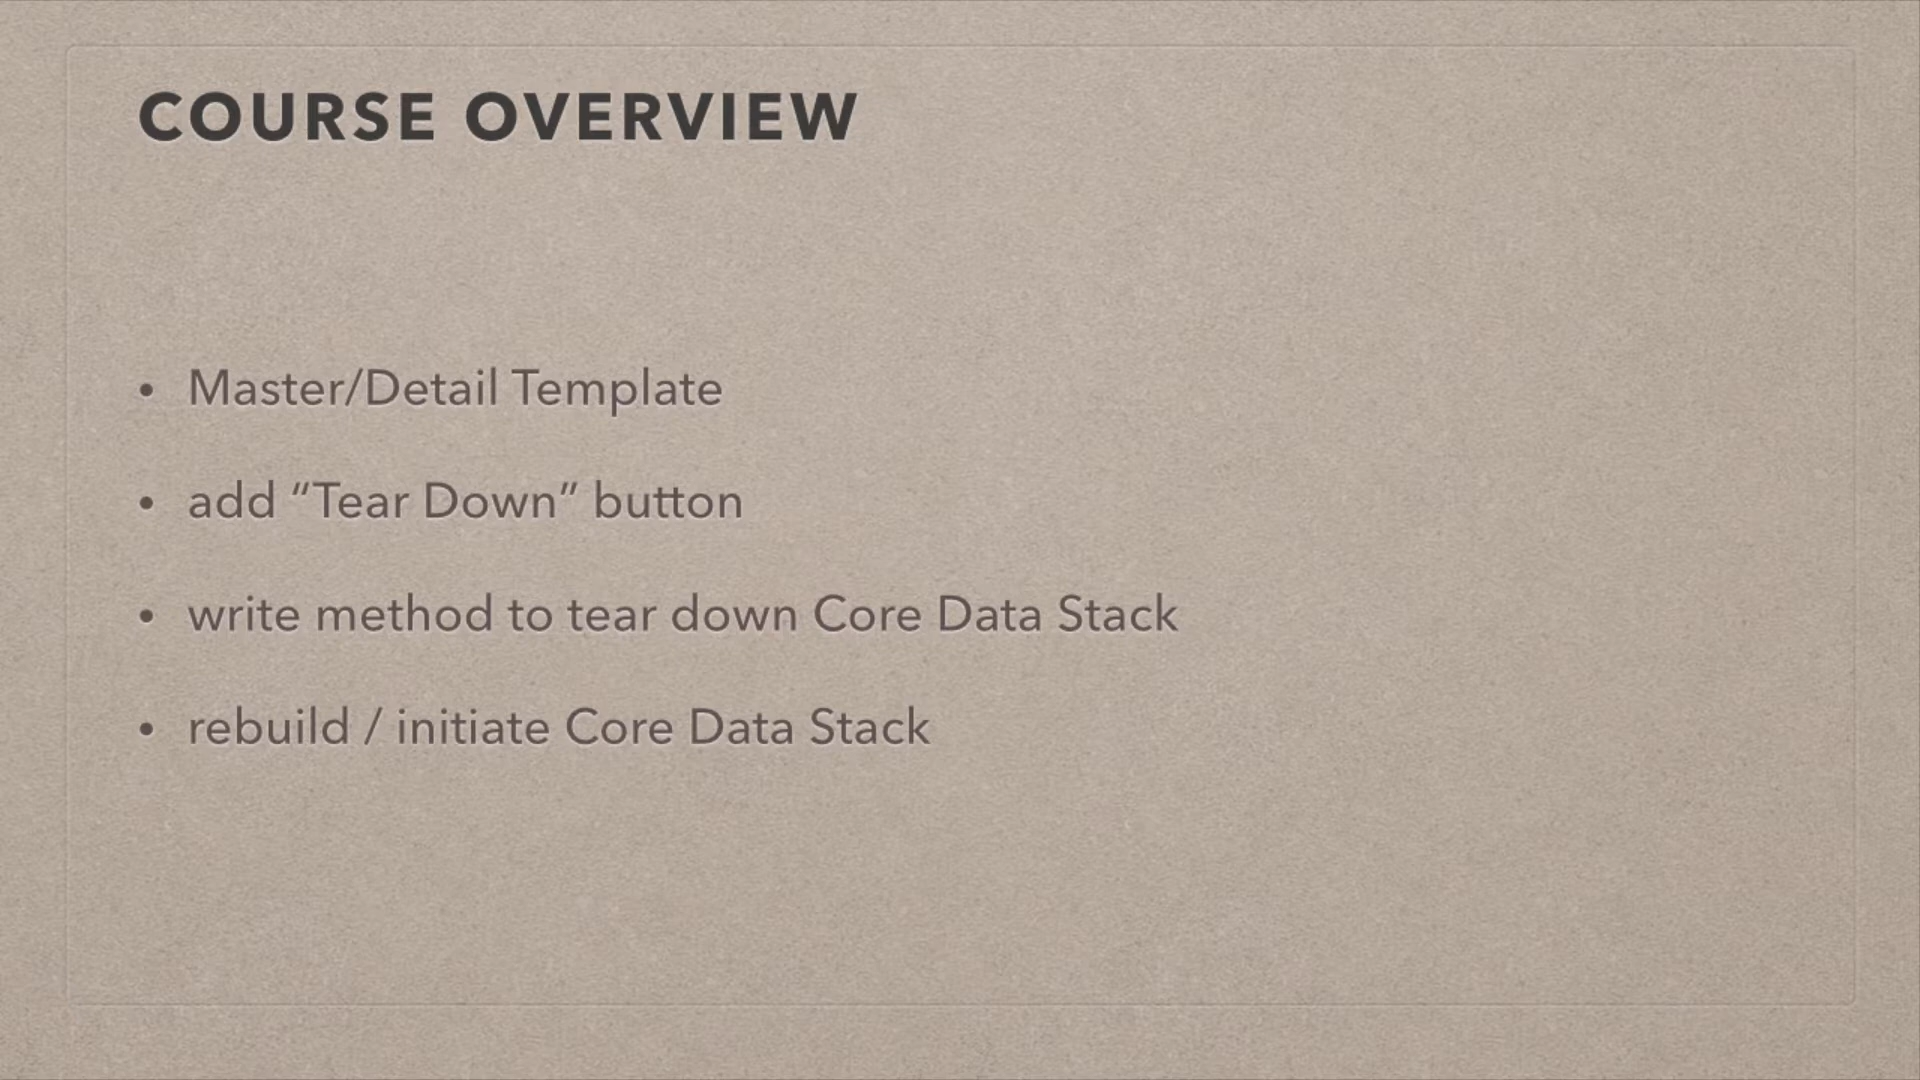 COURSE OVERVIEW
• Master/Detail Template
• add “Tear Down” button
• write method to tear down Core Data Stack
• rebuild / initiate Core Data Stack